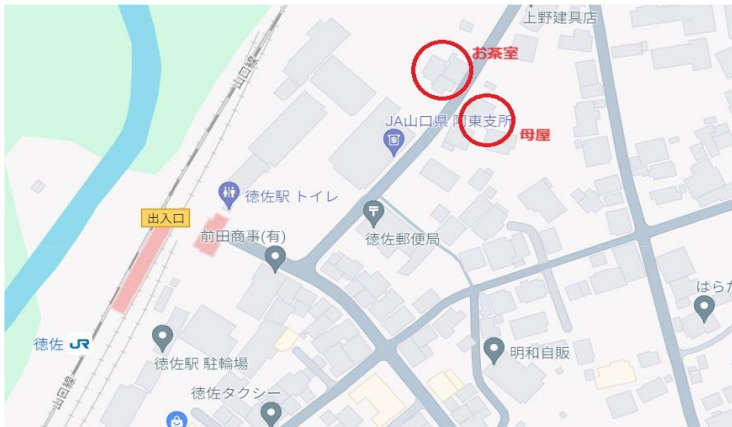 上野建具店
お茶室
山口線
JA山口県 阿東支所
母屋
徳佐駅 トイレ
出入口
前田商事(有)
徳佐郵便局
はらだ
徳佐 JR
徳佐駅 駐輪場
明和自販
山口線
徳佐タクシー